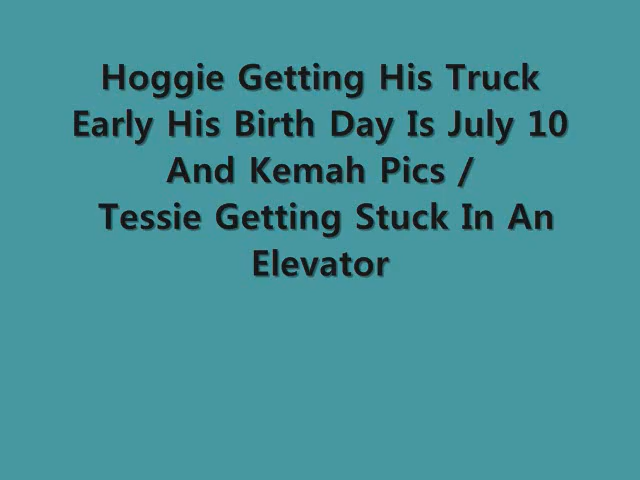 Hoggie Getting His Truck
Early His Birth Day Is July 10
And Kemah Pics /
Tessie Getting Stuck In An
Elevator